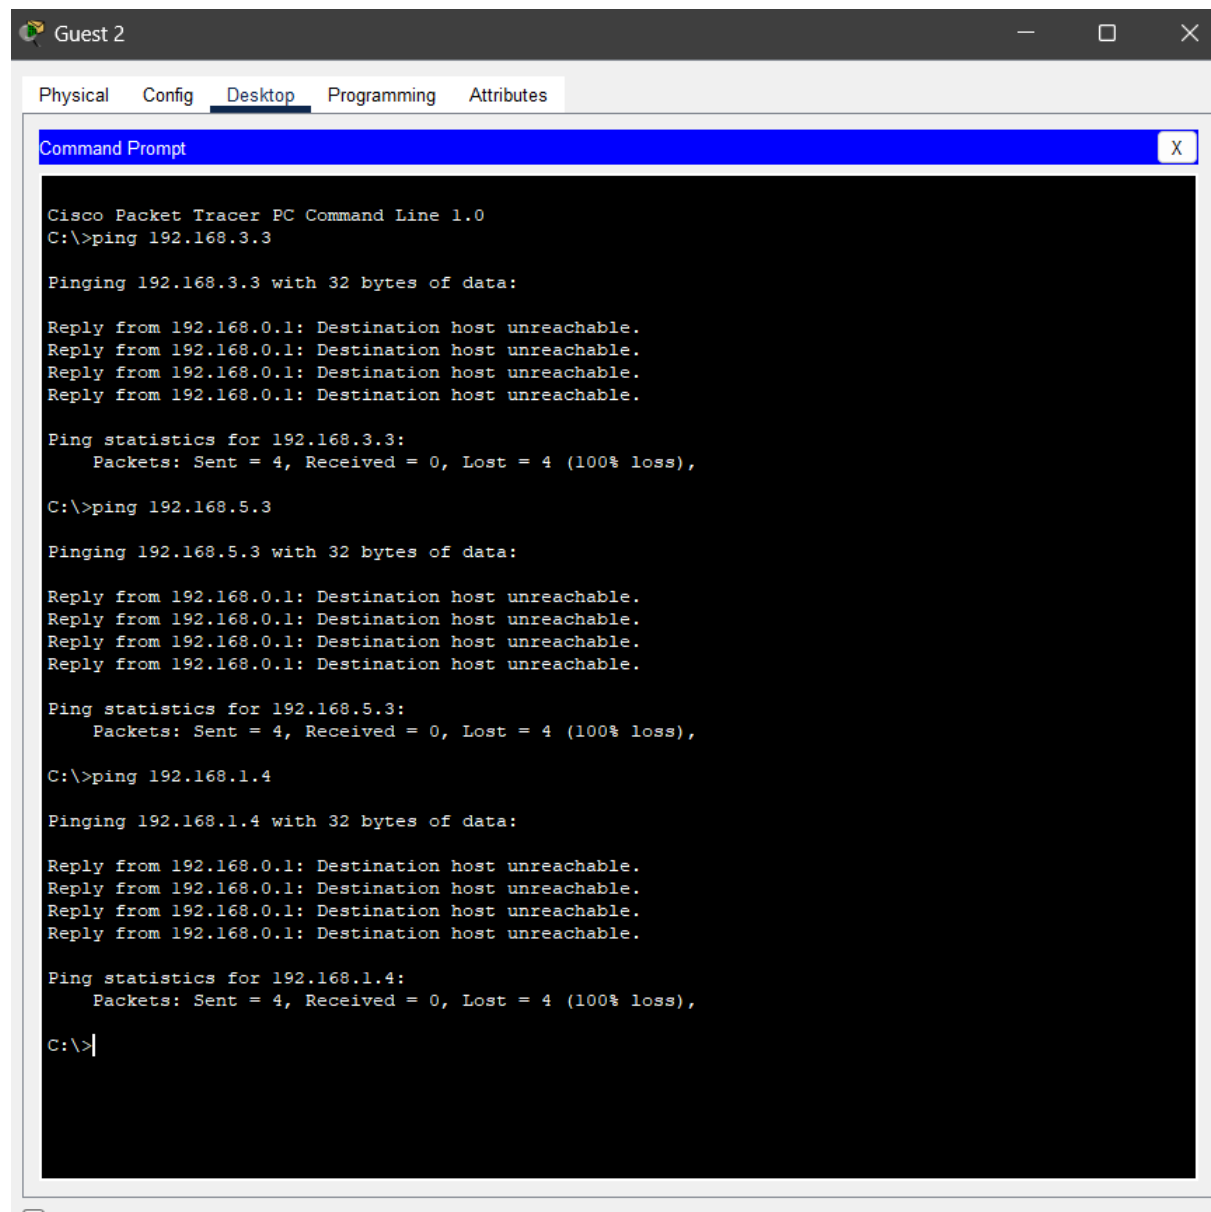 Guest 2
Physical Config Desktop Programming Attributes
Command Prompt
X
Cisco Packet Tracer PC Command Line 1.0
C:\>ping 192.168.3.3
Pinging 192.168.3.3 with 32 bytes of data:
Reply from 192.168.0.1: Destination host unreachable.
Reply from 192.168.0.1: Destination host unreachable.
Reply from 192.168.0.1: Destination host unreachable.
Reply from 192.168.0.1: Destination host unreachable.
Ping statistics for 192.168.3.3:
    Packets: Sent = 4, Received = 0, Lost = 4 (100% loss),
C:\>ping 192.168.5.3
Pinging 192.168.5.3 with 32 bytes of data:
Reply from 192.168.0.1: Destination host unreachable.
Reply from 192.168.0.1: Destination host unreachable.
Reply from 192.168.0.1: Destination host unreachable.
Reply from 192.168.0.1: Destination host unreachable.
Ping statistics for 192.168.5.3:
    Packets: Sent = 4, Received = 0, Lost = 4 (100% loss),
C:\>ping 192.168.1.4
Pinging 192.168.1.4 with 32 bytes of data:
Reply from 192.168.0.1: Destination host unreachable.
Reply from 192.168.0.1: Destination host unreachable.
Reply from 192.168.0.1: Destination host unreachable.
Reply from 192.168.0.1: Destination host unreachable.
Ping statistics for 192.168.1.4:
    Packets: Sent = 4, Received = 0, Lost = 4 (100% loss),
C:\>